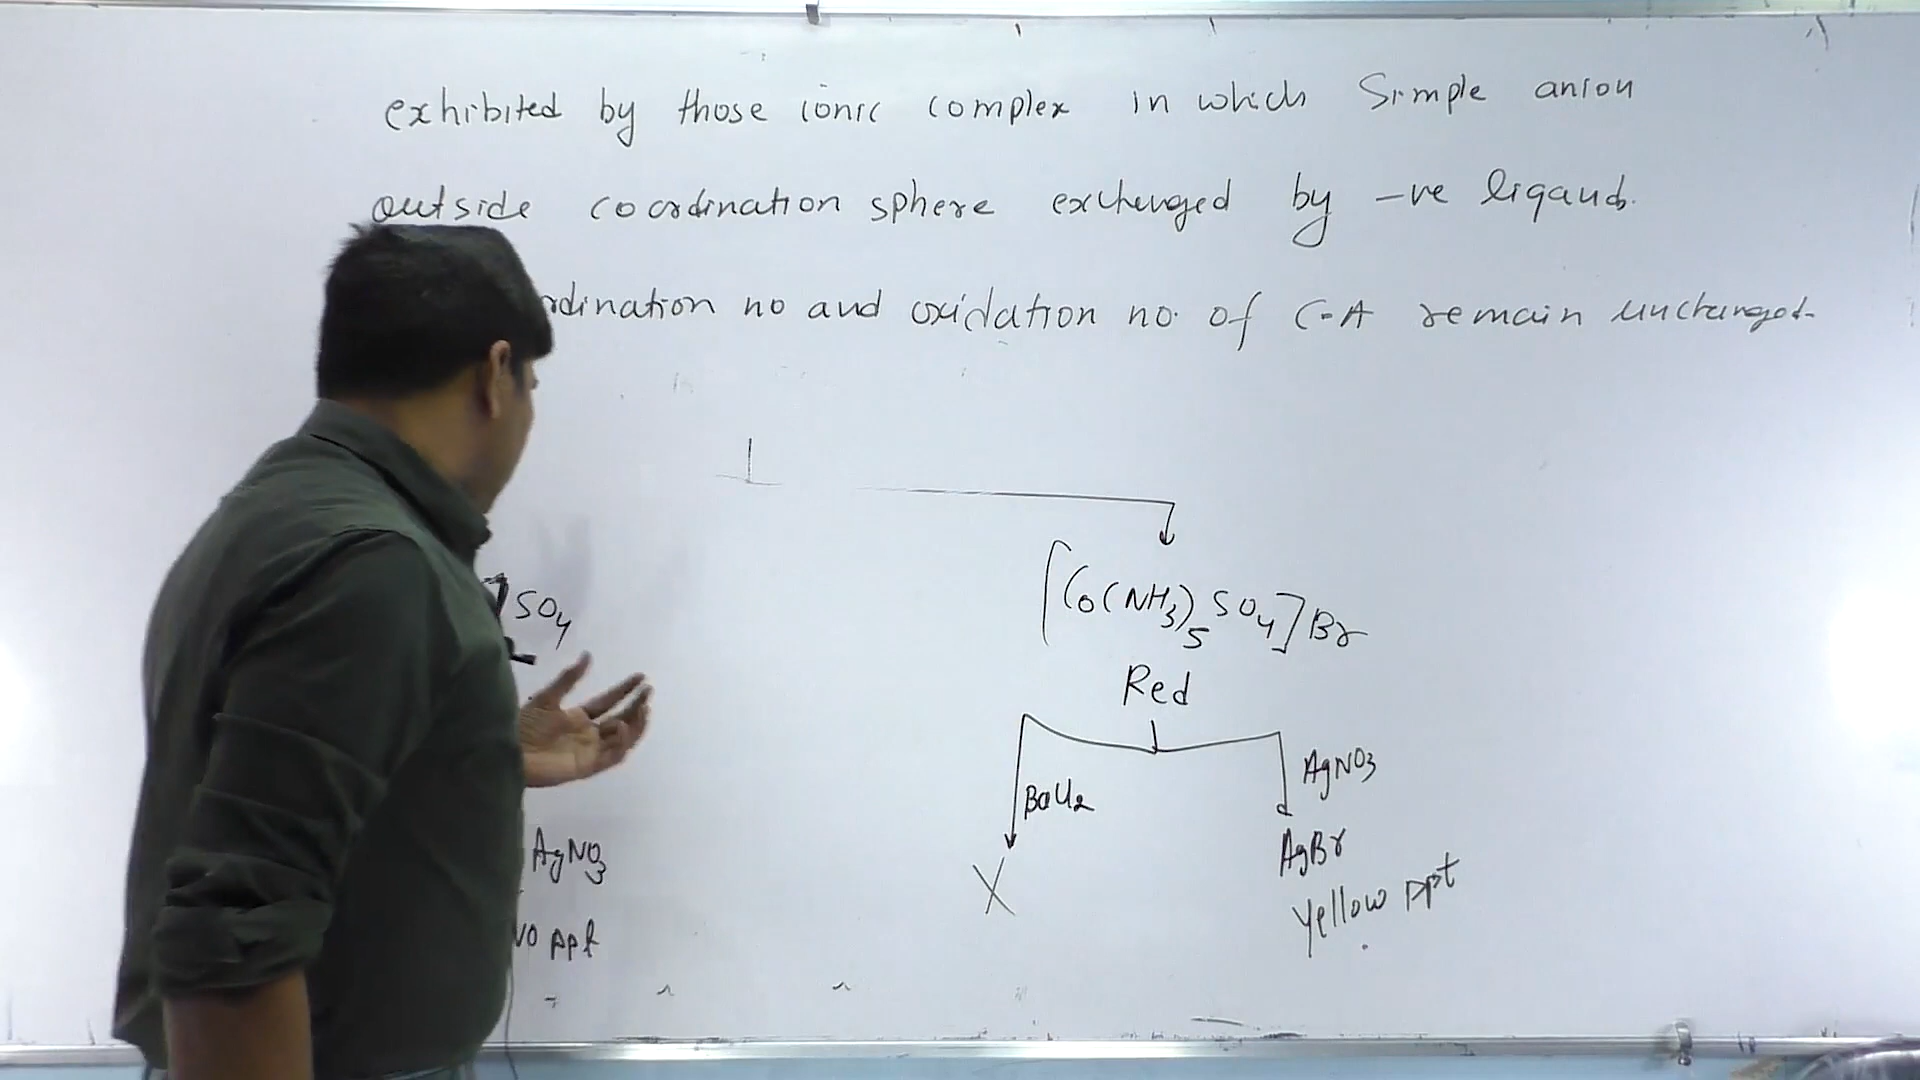 exhibited by those ionic complex in which Simple anion
outside coordination sphere exchanged by -ve ligands.
rdination no and oxidation no. of C-A remain unchanged.
]SO4
[Co(NH3)5SO4]Br
Red
AgNO3
BaCl2
AgBr
AgNO3
X
Yellow ppt
NO ppt